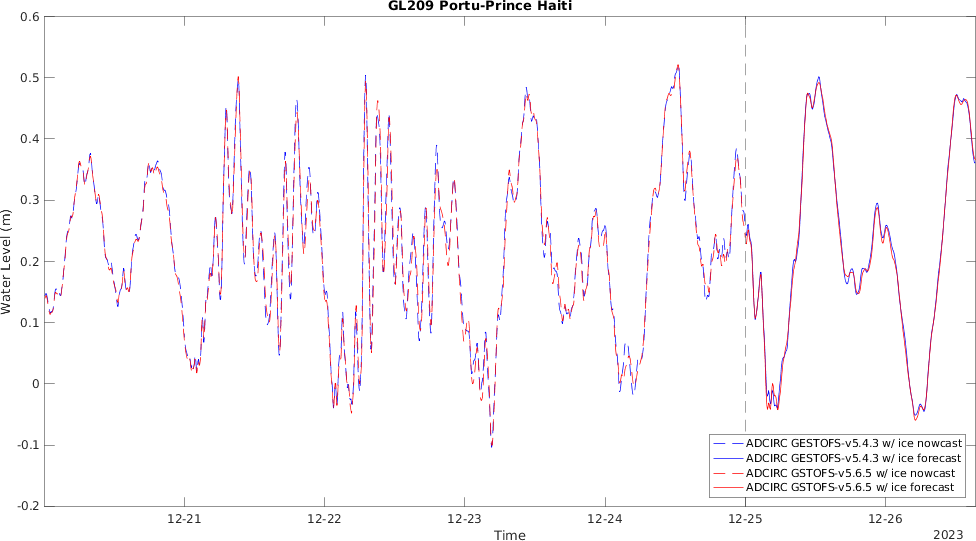 GL209 Portu-Prince Haiti
0.6
0.5
0.4
0.3
0.2
0.1
0
-0.1
-0.2
Water Level (m)
12-21 12-22 12-23 12-24 12-25 12-26
Time
2023
ADCIRC GESTOFS-v5.4.3 w/ ice nowcast
ADCIRC GESTOFS-v5.4.3 w/ ice forecast
ADCIRC GSTOFS-v5.6.5 w/ ice nowcast
ADCIRC GSTOFS-v5.6.5 w/ ice forecast